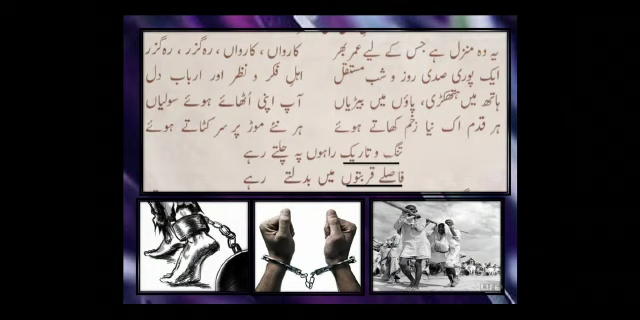 یہ وہ منزل ہے جس کے لیے عمر بھر کارواں ، کارواں ، رہ گزر ، رہ گزر
ایک پوری صدی روز و شب مستقل اہلِ فکر و نظر اور ارباب دل
ہاتھ میں ہتھکڑی، پاؤں میں بیڑیاں آپ اپنی اُٹھائے ہوئے سولیاں
ہر قدم اک نیا زخم کھاتے ہوئے ہر نئے موڑ پر سر کٹاتے ہوئے
تنگ و تاریک راہوں پہ چلتے رہے
فاصلے قربتوں میں بدلتے رہے
LIFE